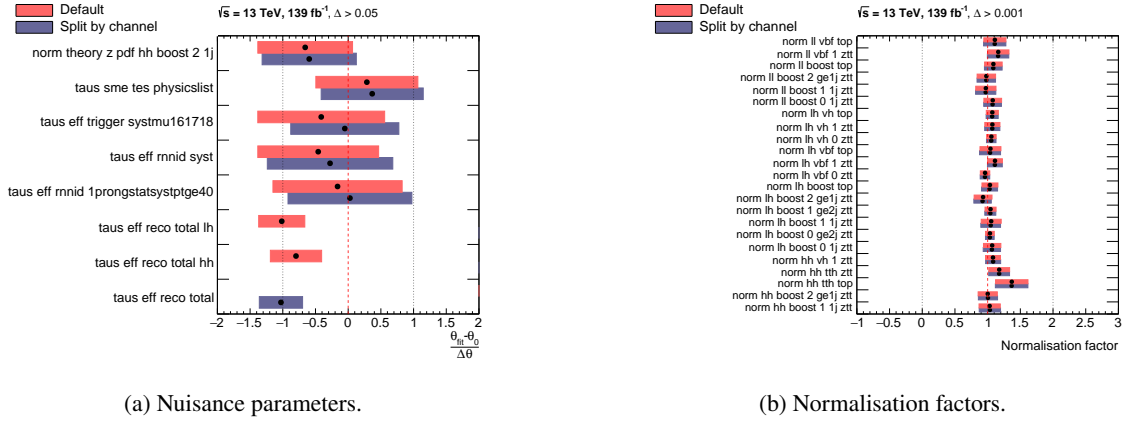 Default
Split by channel
√s = 13 TeV, 139 fb⁻¹, Δ > 0.05
norm theory z pdf hh boost 2 1j
taus sme tes physicslist
taus eff trigger systmu161718
taus eff rnnid syst
taus eff rnnid 1prongstatsystptge40
taus eff reco total lh
taus eff reco total hh
taus eff reco total
−2 −1.5 −1 −0.5 0 0.5 1 1.5 2
θfit-θ0
Δθ
(a) Nuisance parameters.
Default
Split by channel
√s = 13 TeV, 139 fb⁻¹, Δ > 0.001
norm ll vbf top
norm ll vbf 1 ztt
norm ll boost top
norm ll boost 2 ge1j ztt
norm ll boost 1 1j ztt
norm ll boost 0 1j ztt
norm lh vh top
norm lh vh 1 ztt
norm lh vh 0 ztt
norm lh vbf top
norm lh vbf 1 ztt
norm lh vbf 0 ztt
norm lh boost top
norm lh boost 2 ge1j ztt
norm lh boost 1 ge2j ztt
norm lh boost 1 1j ztt
norm lh boost 0 ge2j ztt
norm lh boost 0 1j ztt
norm hh vh 1 ztt
norm hh tth ztt
norm hh tth top
norm hh boost 2 ge1j ztt
norm hh boost 1 1j ztt
−1 −0.5 0 0.5 1 1.5 2 2.5 3
Normalisation factor
(b) Normalisation factors.